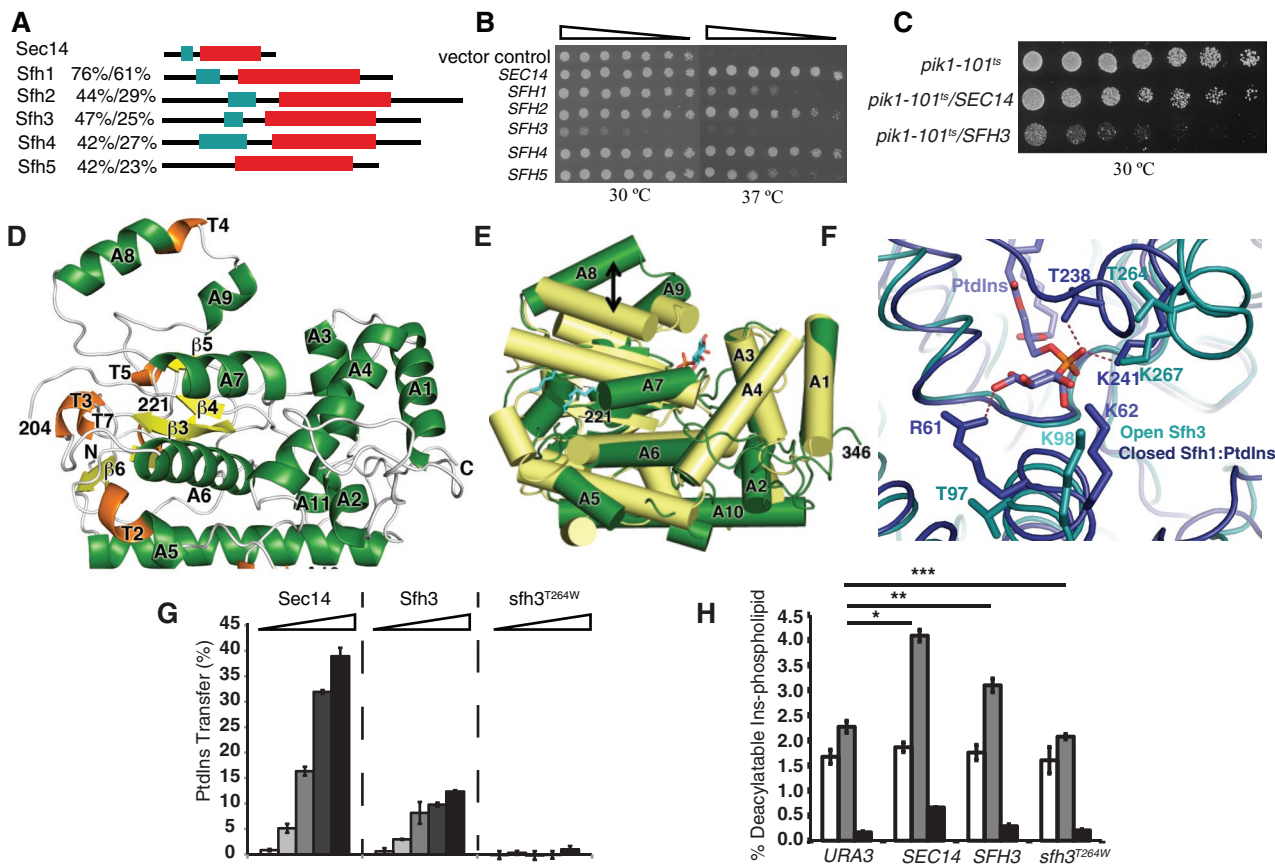 A
Sec14
Sfh1 76%/61%
Sfh2 44%/29%
Sfh3 47%/25%
Sfh4 42%/27%
Sfh5 42%/23%
B
vector control
SEC14
SFH1
SFH2
SFH3
SFH4
SFH5
30 ºC 37 ºC
C
pik1-101ts
pik1-101ts/SEC14
pik1-101ts/SFH3
30 ºC
D
T4
A8
A9
β5
A3
A4
A1
T5
A7
T3
221
β4
204
T7
β3
N
β6
A6
C
A11
A2
T2
A5
E
A8
A9
A3
A7
A4
A1
221
A6
346
A2
A5
A10
F
PtdIns
T238
T264
K241
K267
R61
K62
K98
Open Sfh3
Closed Sfh1:PtdIns
T97
G
Sec14 Sfh3 sfh3T264W
PtdIns Transfer (%)
45
40
35
30
25
20
15
10
5
0
H
***
**
*
% Deacylatable Ins-phospholipid
4.5
4.0
3.5
3.0
2.5
2.0
1.5
1.0
0.5
0.0
URA3 SEC14 SFH3 sfh3T264W